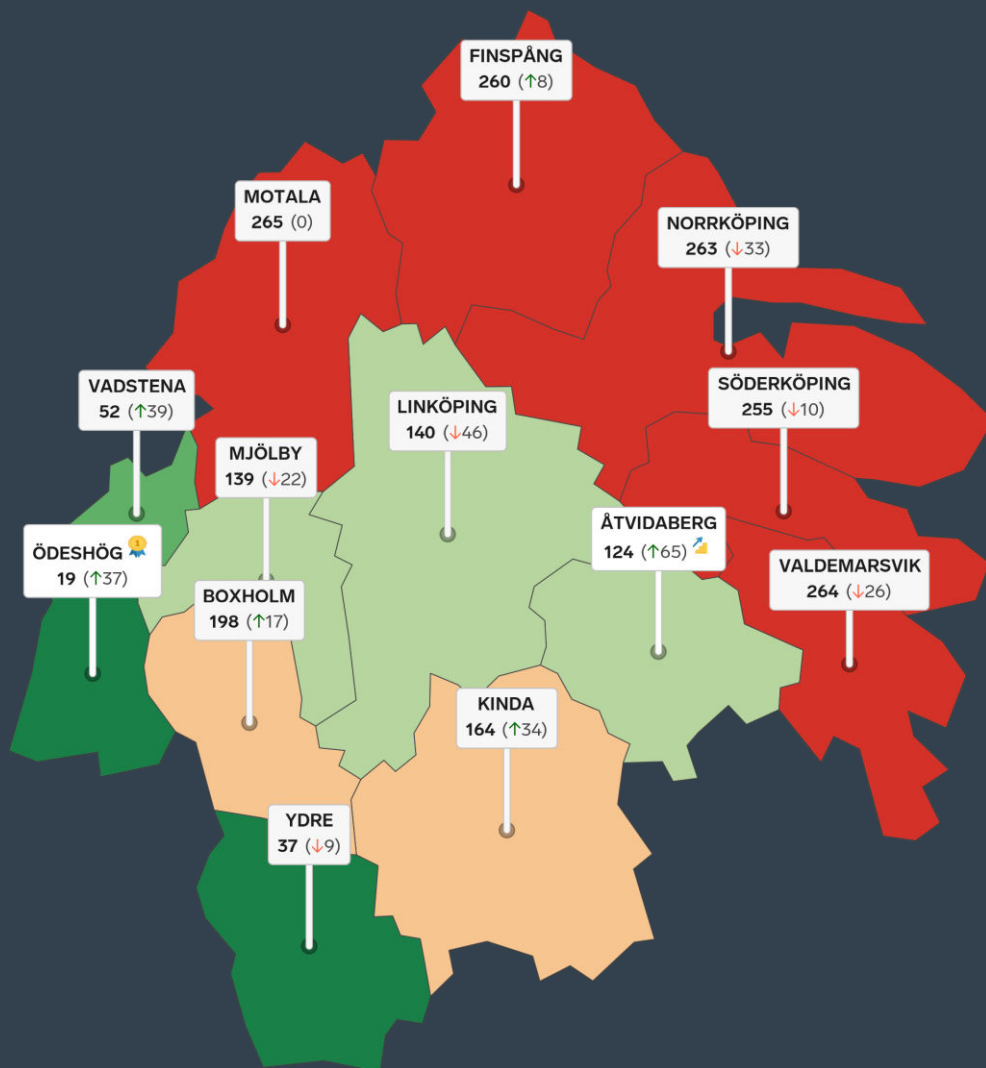 FINSPÅNG
260 (↑8)
MOTALA
265 (0)
NORRKÖPING
263 (↓33)
VADSTENA
52 (↑39)
SÖDERKÖPING
255 (↓10)
LINKÖPING
140 (↓46)
MJÖLBY
139 (↓22)
ÅTVIDABERG
124 (↑65)
ÖDESHÖG
19 (↑37)
VALDEMARSVIK
264 (↓26)
BOXHOLM
198 (↑17)
KINDA
164 (↑34)
YDRE
37 (↓9)